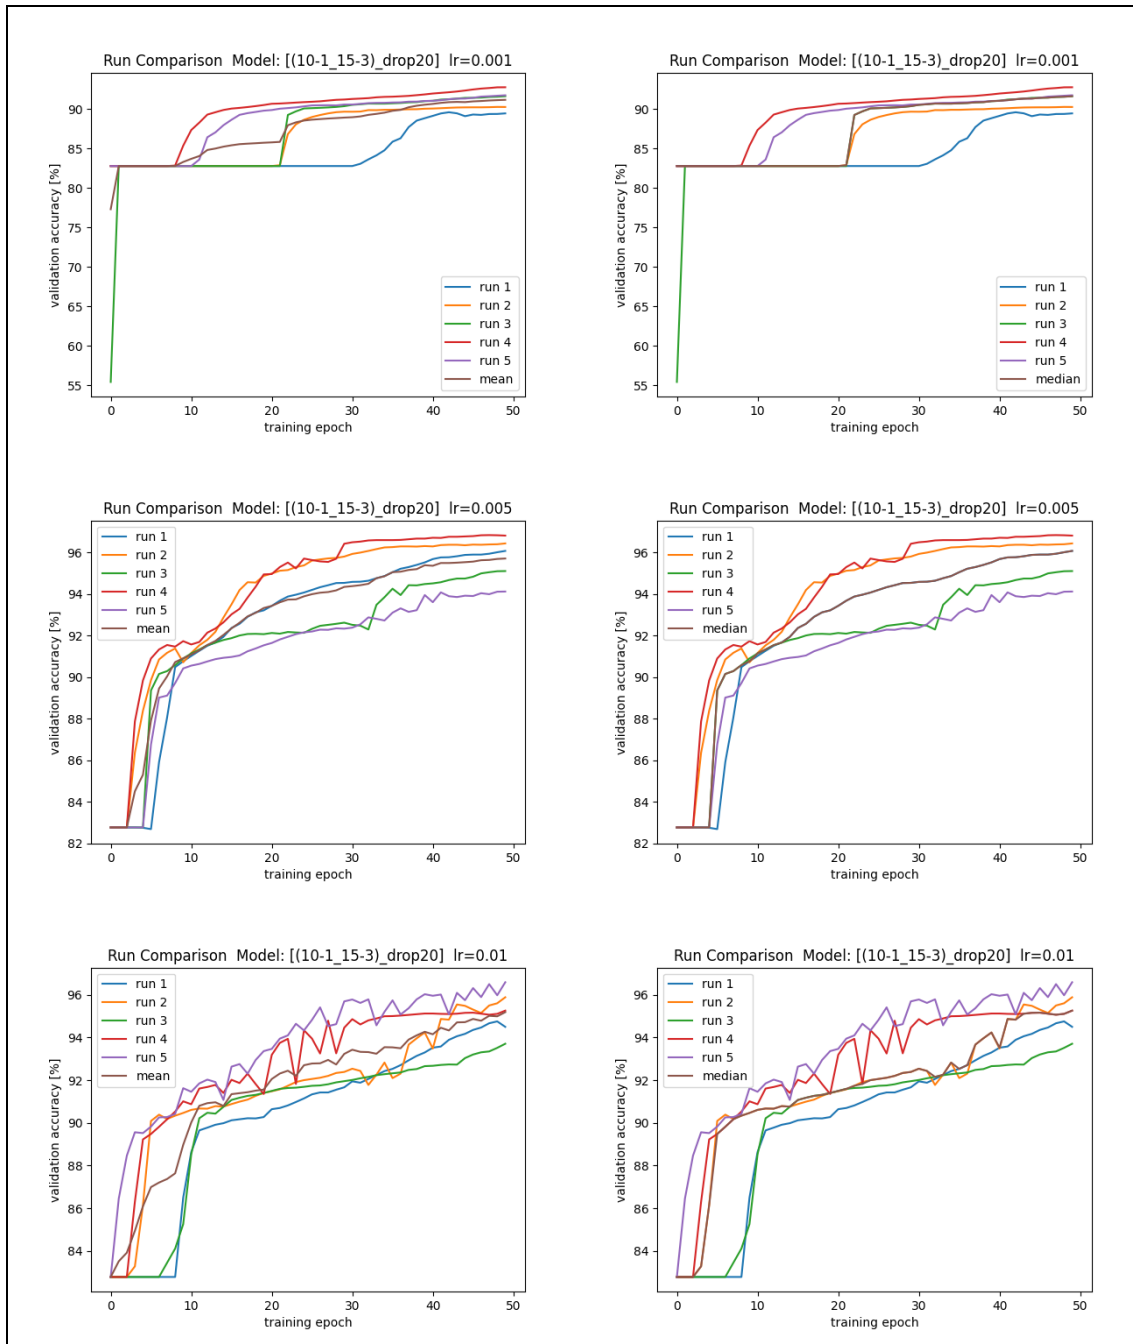 Run Comparison  Model: [(10-1_15-3)_drop20]  lr=0.001
validation accuracy [%]
90
85
80
75
70
65
60
55
run 1
run 2
run 3
run 4
run 5
mean
0 10 20 30 40 50
training epoch
Run Comparison  Model: [(10-1_15-3)_drop20]  lr=0.001
validation accuracy [%]
90
85
80
75
70
65
60
55
run 1
run 2
run 3
run 4
run 5
median
0 10 20 30 40 50
training epoch
Run Comparison  Model: [(10-1_15-3)_drop20]  lr=0.005
validation accuracy [%]
96
94
92
90
88
86
84
82
run 1
run 2
run 3
run 4
run 5
mean
0 10 20 30 40 50
training epoch
Run Comparison  Model: [(10-1_15-3)_drop20]  lr=0.005
validation accuracy [%]
96
94
92
90
88
86
84
82
run 1
run 2
run 3
run 4
run 5
median
0 10 20 30 40 50
training epoch
Run Comparison  Model: [(10-1_15-3)_drop20]  lr=0.01
validation accuracy [%]
96
94
92
90
88
86
84
run 1
run 2
run 3
run 4
run 5
mean
0 10 20 30 40 50
training epoch
Run Comparison  Model: [(10-1_15-3)_drop20]  lr=0.01
validation accuracy [%]
96
94
92
90
88
86
84
run 1
run 2
run 3
run 4
run 5
median
0 10 20 30 40 50
training epoch